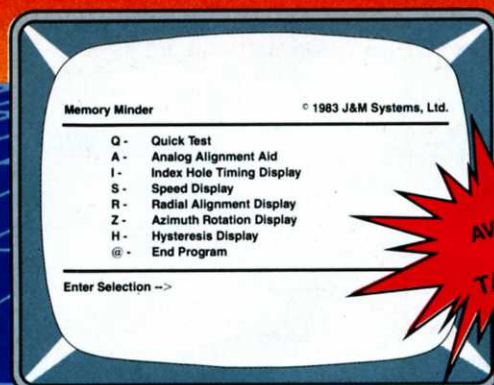 Memory Minder © 1983 J&M Systems, Ltd.
Q - Quick Test
A - Analog Alignment Aid
I - Index Hole Timing Display
S - Speed Display
R - Radial Alignment Display
Z - Azimuth Rotation Display
H - Hysteresis Display
@ - End Program
Enter Selection -->